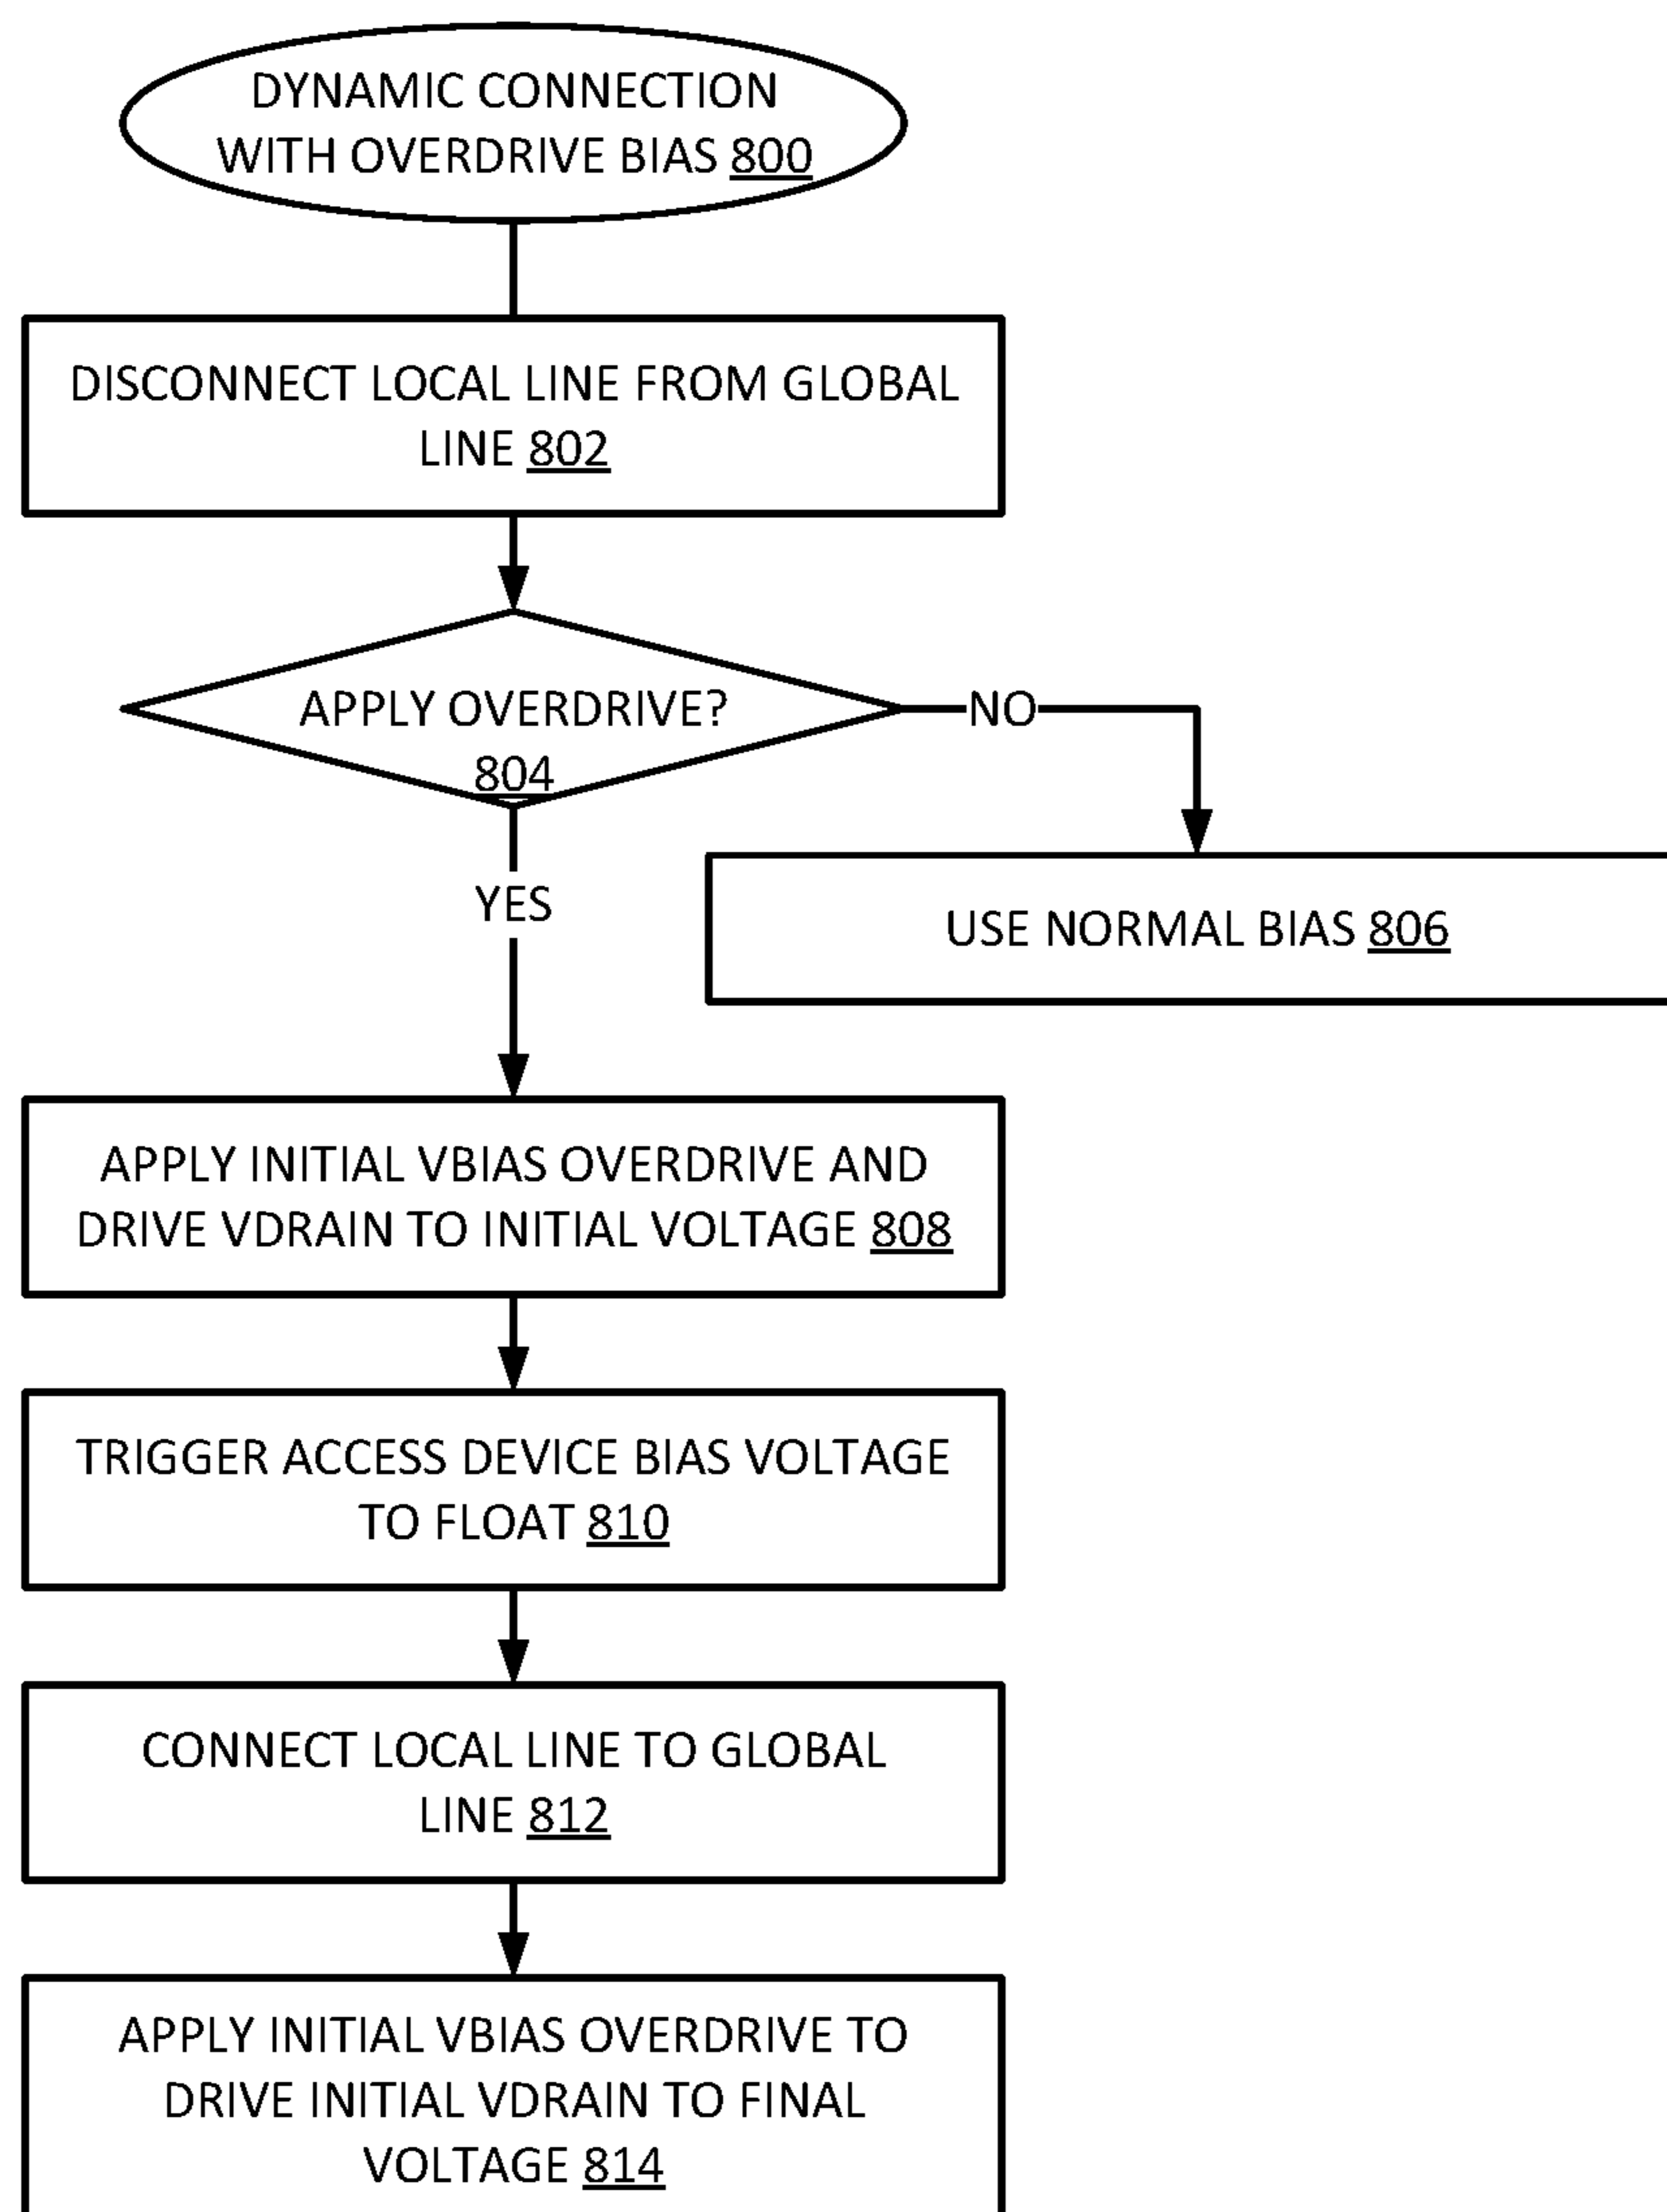 DYNAMIC CONNECTION
WITH OVERDRIVE BIAS 800
DISCONNECT LOCAL LINE FROM GLOBAL
LINE 802
APPLY OVERDRIVE?
804
NO
YES
USE NORMAL BIAS 806
APPLY INITIAL VBIAS OVERDRIVE AND
DRIVE VDRAIN TO INITIAL VOLTAGE 808
TRIGGER ACCESS DEVICE BIAS VOLTAGE
TO FLOAT 810
CONNECT LOCAL LINE TO GLOBAL
LINE 812
APPLY INITIAL VBIAS OVERDRIVE TO
DRIVE INITIAL VDRAIN TO FINAL
VOLTAGE 814